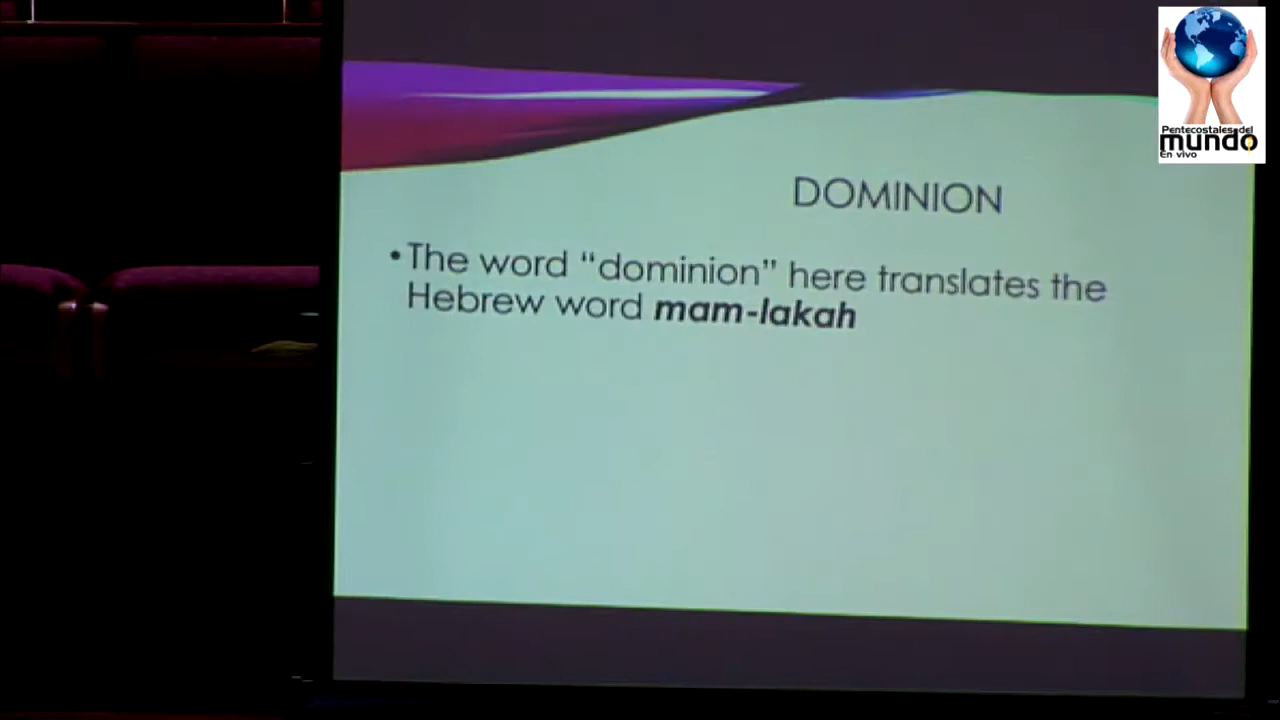 Pentecostales del
mundo
En vivo
DOMINION
•The word “dominion” here translates the
Hebrew word mam-lakah